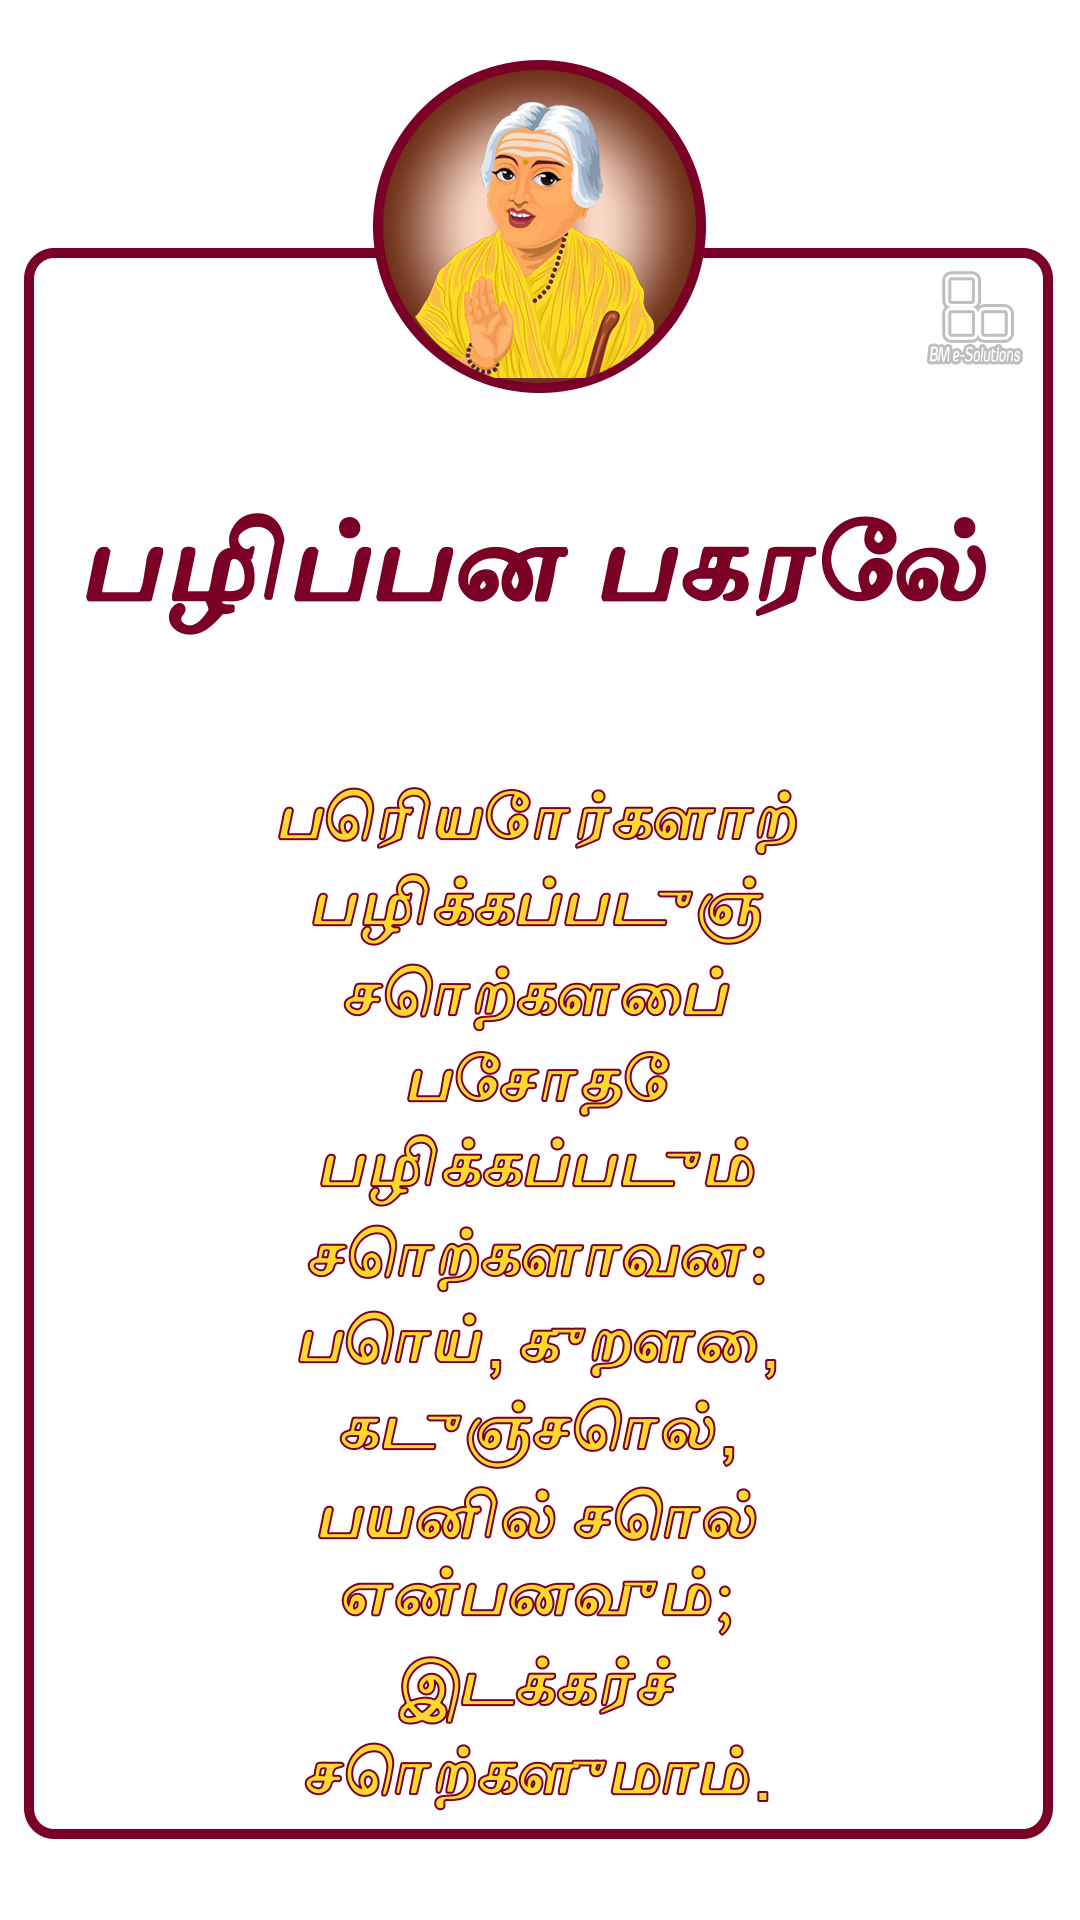 BM e-Solutions
பழிப்பன பகரேல்
பெரியோர்களாற்
பழிக்கப்படுஞ்
சொற்களைப்
பேசாதே
பழிக்கப்படும்
சொற்களாவன:
பொய், குறளை,
கடுஞ்சொல்,
பயனில் சொல்
என்பனவும்;
இடக்கர்ச்
சொற்களுமாம்.